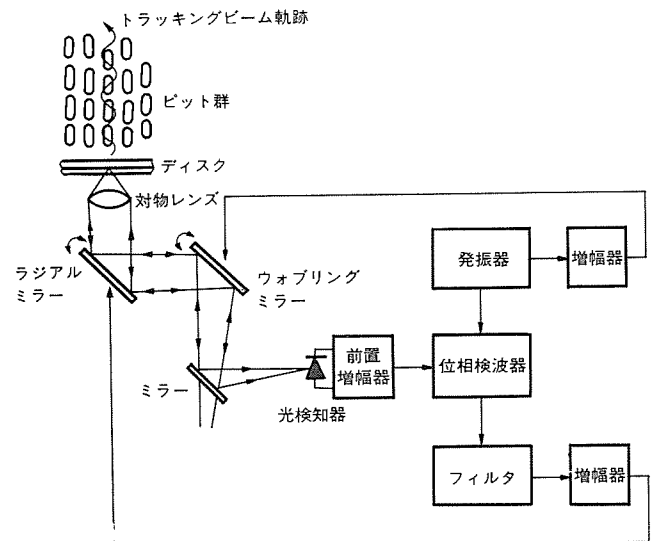 トラッキングビーム軌跡
ピット群
ディスク
対物レンズ
ラジアル
ミラー
ウォブリング
ミラー
発振器
増幅器
ミラー
光検知器
前置
増幅器
位相検波器
フィルタ
増幅器